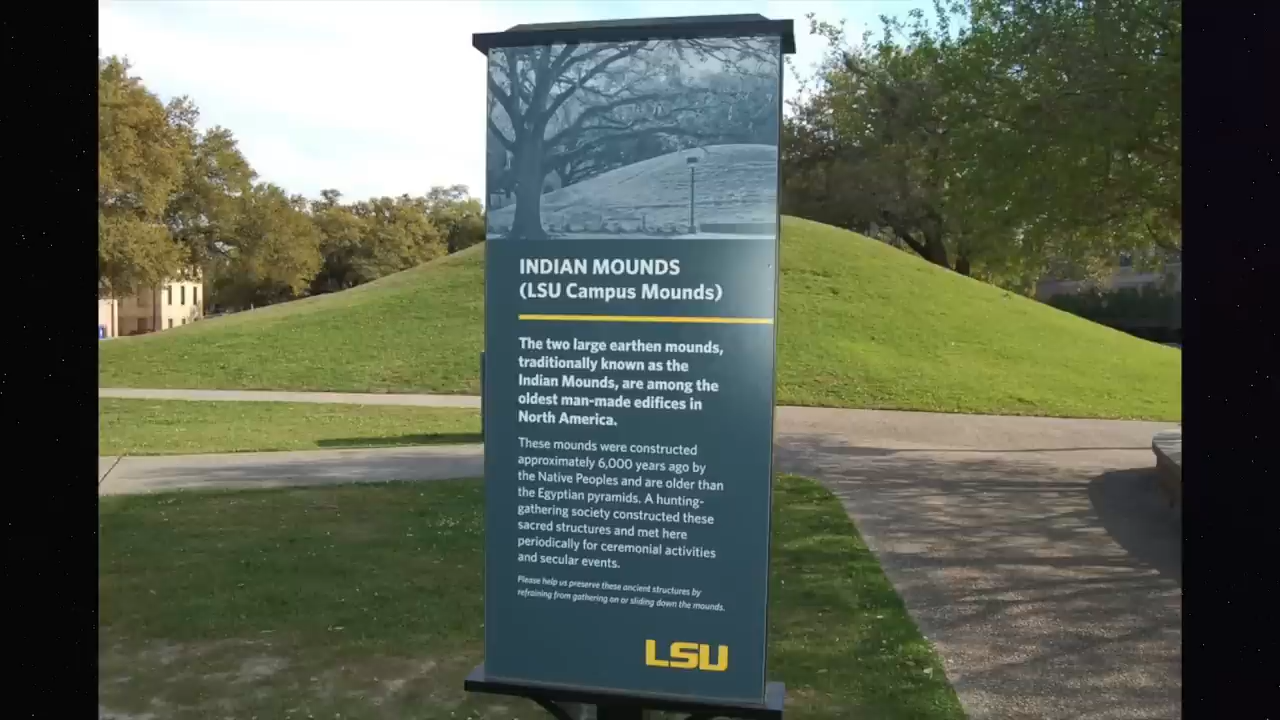 INDIAN MOUNDS
(LSU Campus Mounds)
The two large earthen mounds,
traditionally known as the
Indian Mounds, are among the
oldest man-made edifices in
North America.
These mounds were constructed
approximately 6,000 years ago by
the Native Peoples and are older than
the Egyptian pyramids. A hunting-
gathering society constructed these
sacred structures and met here
periodically for ceremonial activities
and secular events.
Please help us preserve these ancient structures by
refraining from gathering on or sliding down the mounds.
LSU